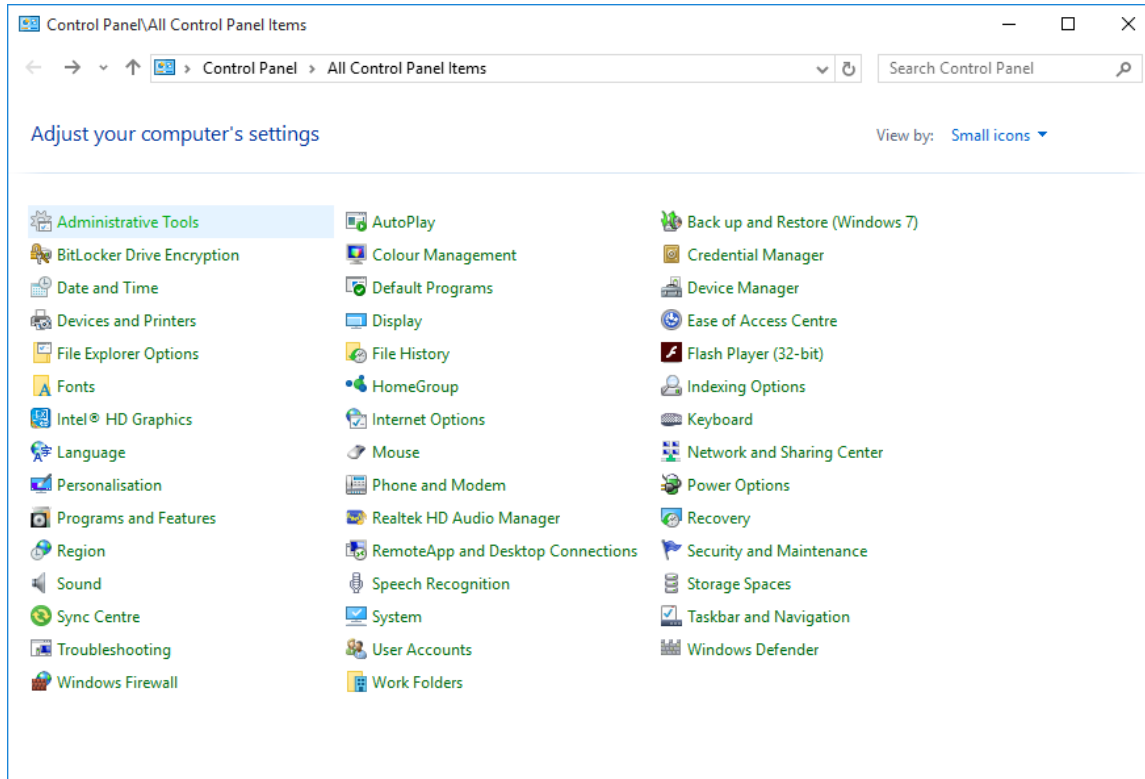 Control Panel\All Control Panel Items
Control Panel > All Control Panel Items
Search Control Panel
Adjust your computer's settings
View by: Small icons
Administrative Tools AutoPlay Back up and Restore (Windows 7)
BitLocker Drive Encryption Colour Management Credential Manager
Date and Time Default Programs Device Manager
Devices and Printers Display Ease of Access Centre
File Explorer Options File History Flash Player (32-bit)
Fonts HomeGroup Indexing Options
Intel® HD Graphics Internet Options Keyboard
Language Mouse Network and Sharing Center
Personalisation Phone and Modem Power Options
Programs and Features Realtek HD Audio Manager Recovery
Region RemoteApp and Desktop Connections Security and Maintenance
Sound Speech Recognition Storage Spaces
Sync Centre System Taskbar and Navigation
Troubleshooting User Accounts Windows Defender
Windows Firewall Work Folders